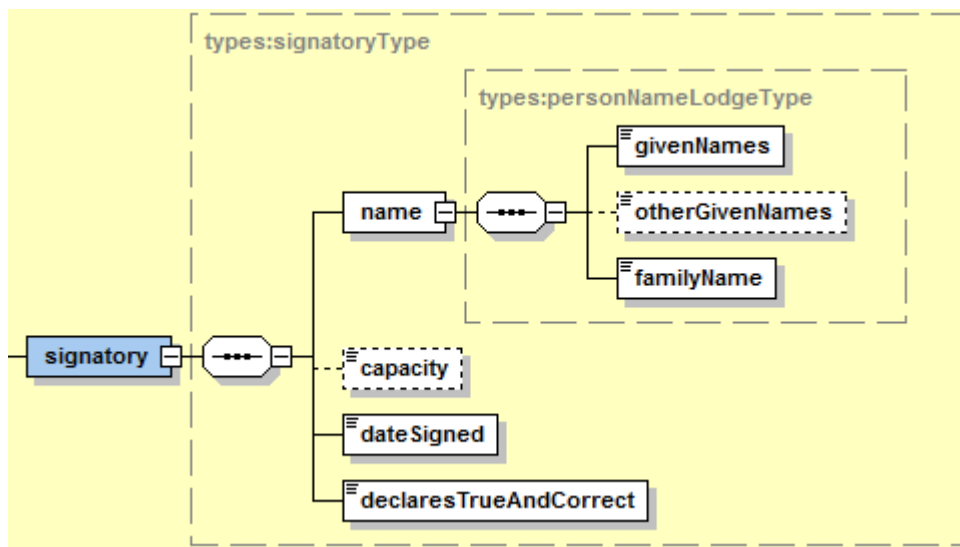 types:signatoryType
types:personNameLodgeType
givenNames
name
otherGivenNames
familyName
signatory
capacity
dateSigned
declaresTrueAndCorrect